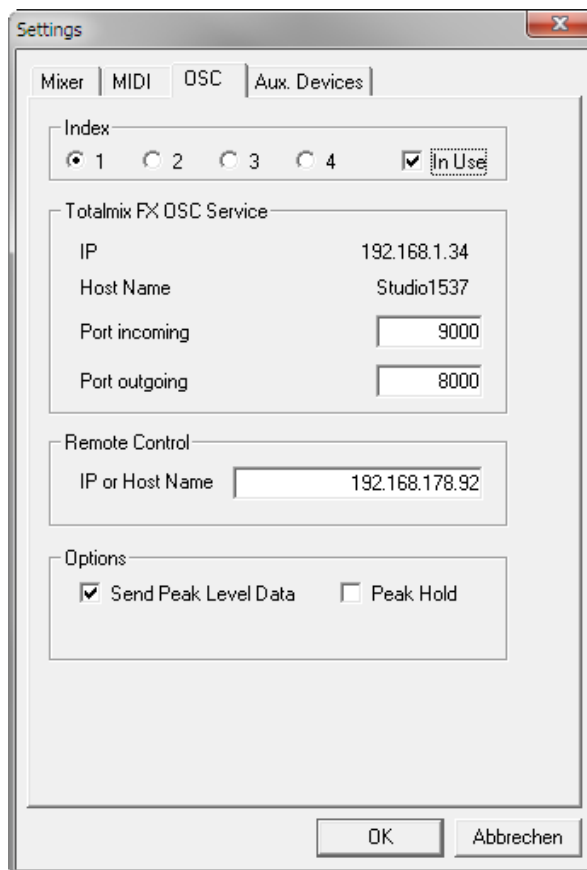 Settings
Mixer MIDI OSC Aux. Devices
Index
1 2 3 4 In Use
Totalmix FX OSC Service
IP 192.168.1.34
Host Name Studio1537
Port incoming 9000
Port outgoing 8000
Remote Control
IP or Host Name 192.168.178.92
Options
Send Peak Level Data Peak Hold
OK Abbrechen